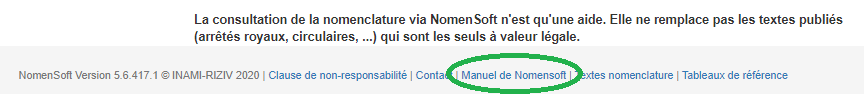 La consultation de la nomenclature via NomenSoft n'est qu'une aide. Elle ne remplace pas les textes publiés
(arrêtés royaux, circulaires, ...) qui sont les seuls à valeur légale.
NomenSoft Version 5.6.417.1 © INAMI-RIZIV 2020 | Clause de non-responsabilité | Contact | Manuel de Nomensoft | Textes nomenclature | Tableaux de référence